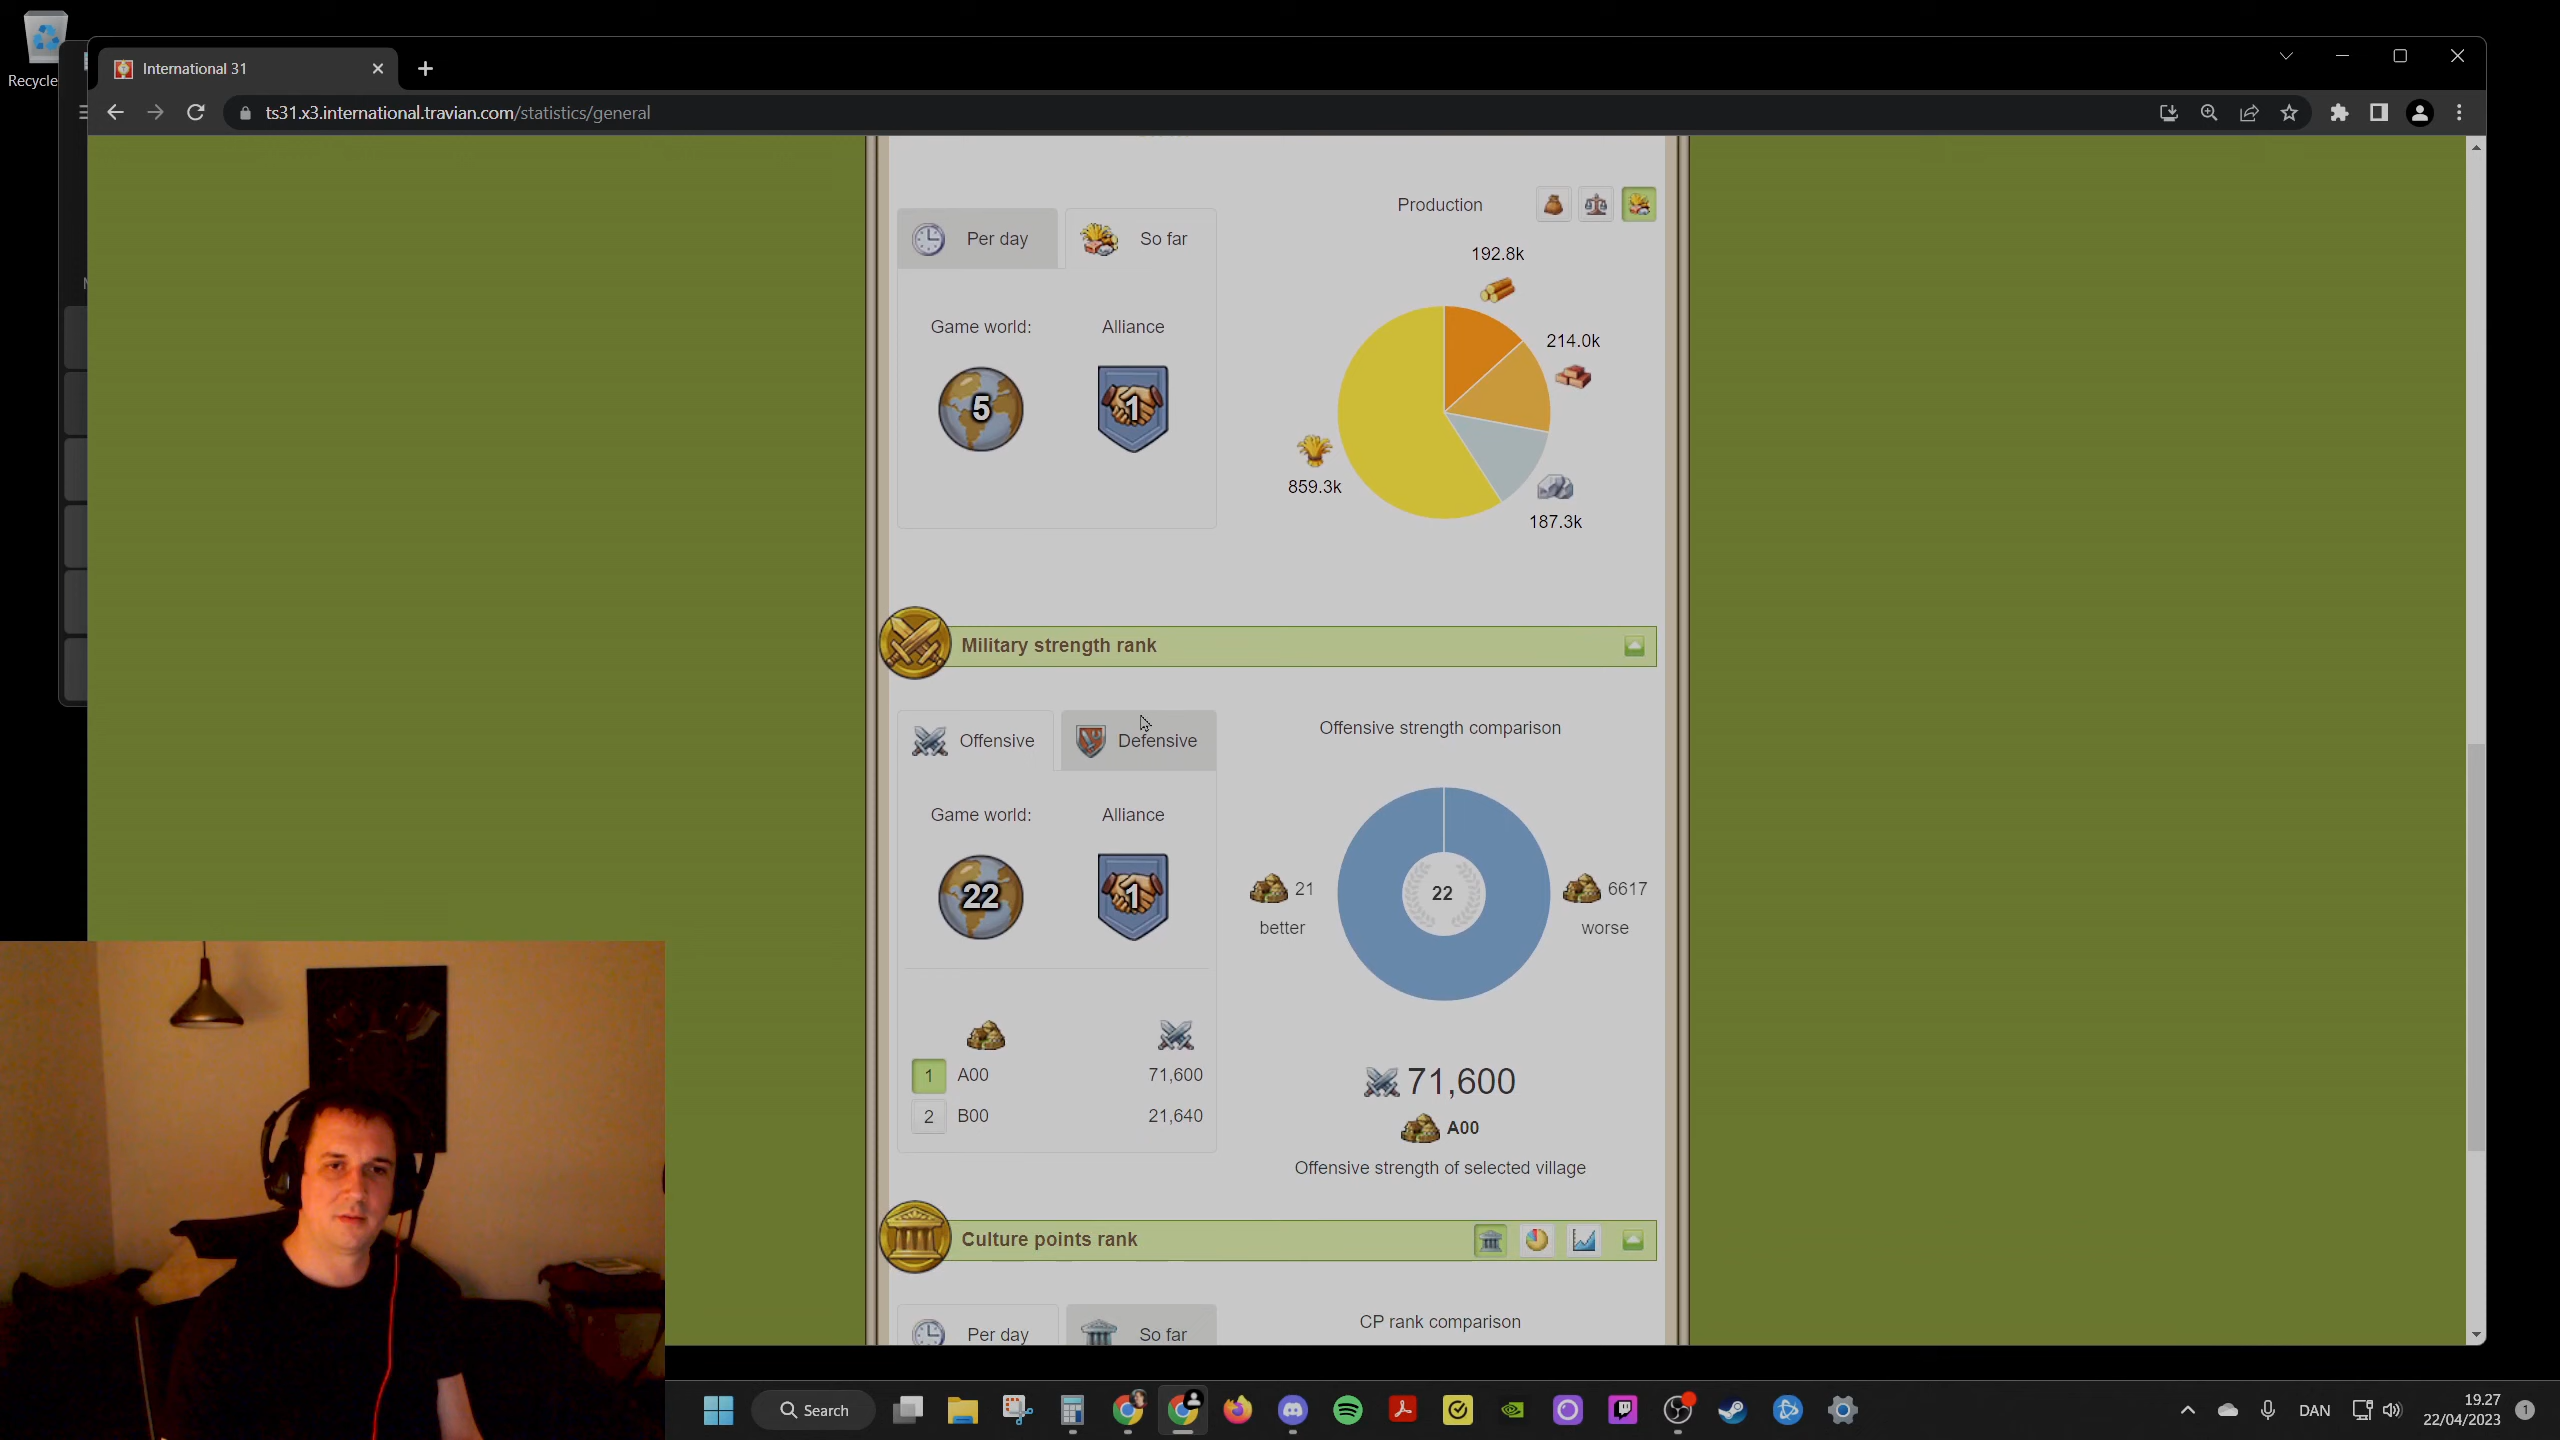 Recycle
International 31
ts31.x3.international.travian.com/statistics/general
Per day
So far
Production
192.8k
214.0k
859.3k
187.3k
Game world:
Alliance
5
1
Military strength rank
Offensive
Defensive
Offensive strength comparison
Game world:
Alliance
22
1
21
better
22
6617
worse
1 A00 71,600
2 B00 21,640
71,600
A00
Offensive strength of selected village
Culture points rank
Per day
So far
CP rank comparison
Search
DAN
19.27
22/04/2023
1